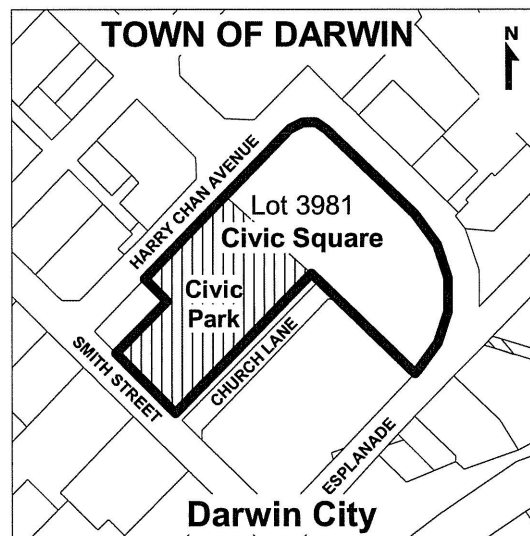 TOWN OF DARWIN
N
HARRY CHAN AVENUE
Lot 3981
Civic Square
Civic
Park
SMITH STREET
CHURCH LANE
ESPLANADE
Darwin City